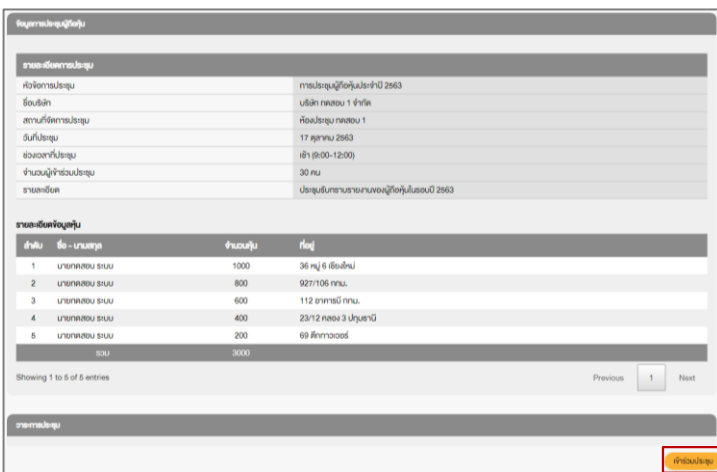 ข้อมูลการประชุมผู้ถือหุ้น
รายละเอียดการประชุม
หัวข้อการประชุม การประชุมผู้ถือหุ้นประจำปี 2563
ชื่อบริษัท บริษัท ทดสอบ 1 จำกัด
สถานที่จัดการประชุม ห้องประชุม ทดสอบ 1
วันที่ประชุม 17 ตุลาคม 2563
ช่วงเวลาที่ประชุม เช้า (9:00-12:00)
จำนวนผู้เข้าร่วมประชุม 30 คน
รายละเอียด ประชุมรับทราบรายงานของผู้ถือหุ้นในรอบปี 2563
รายละเอียดข้อมูลหุ้น
ลำดับ ชื่อ - นามสกุล จำนวนหุ้น ที่อยู่
1 นายทดสอบ ระบบ 1000 36 หมู่ 6 เชียงใหม่
2 นายทดสอบ ระบบ 800 927/106 กทม.
3 นายทดสอบ ระบบ 600 112 อาคารบี กทม.
4 นายทดสอบ ระบบ 400 23/12 คลอง 3 ปทุมธานี
5 นายทดสอบ ระบบ 200 69 ตึกทาวเวอร์
รวม 3000
Showing 1 to 5 of 5 entries Previous 1 Next
วาระการประชุม
เข้าร่วมประชุม